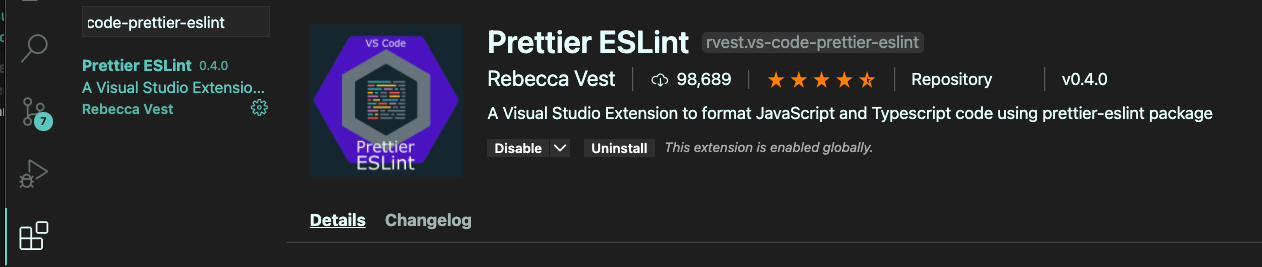 code-prettier-eslint
Prettier ESLint 0.4.0
A Visual Studio Extensio...
Rebecca Vest
7
VS Code
Prettier
ESLint
Prettier ESLint rvest.vs-code-prettier-eslint
Rebecca Vest 98,689 Repository v0.4.0
A Visual Studio Extension to format JavaScript and Typescript code using prettier-eslint package
Disable Uninstall This extension is enabled globally.
Details Changelog